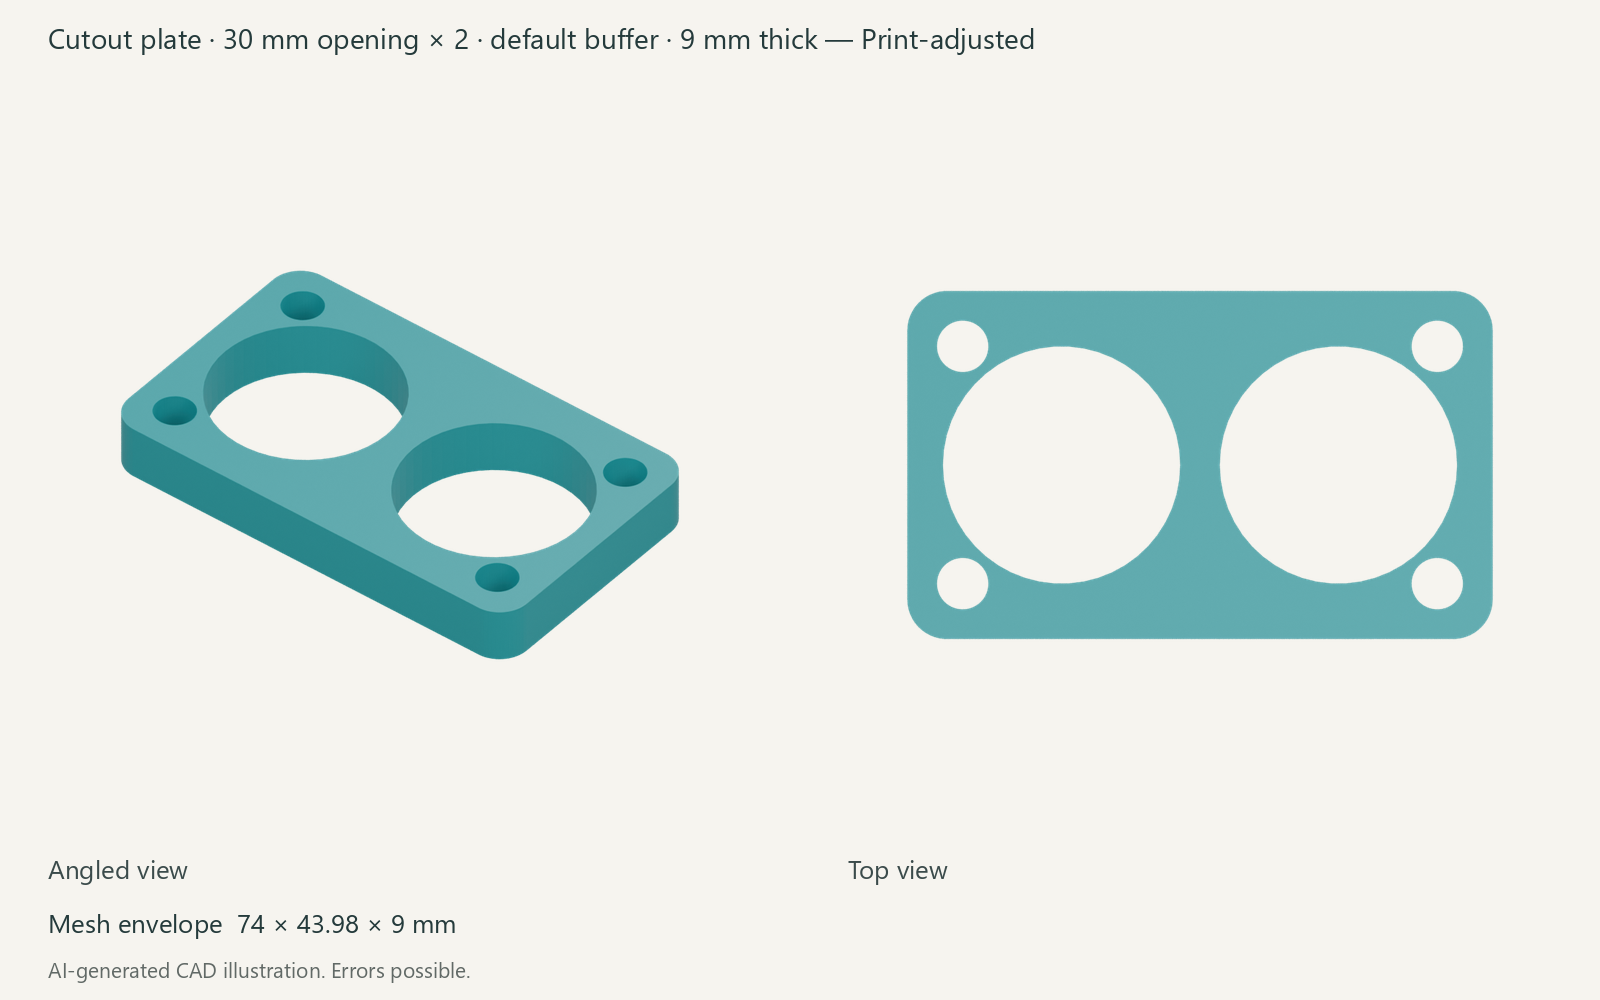 Cutout plate · 30 mm opening × 2 · default buffer · 9 mm thick — Print-adjusted
Angled view
Top view
Mesh envelope  74 × 43.98 × 9 mm
AI-generated CAD illustration. Errors possible.